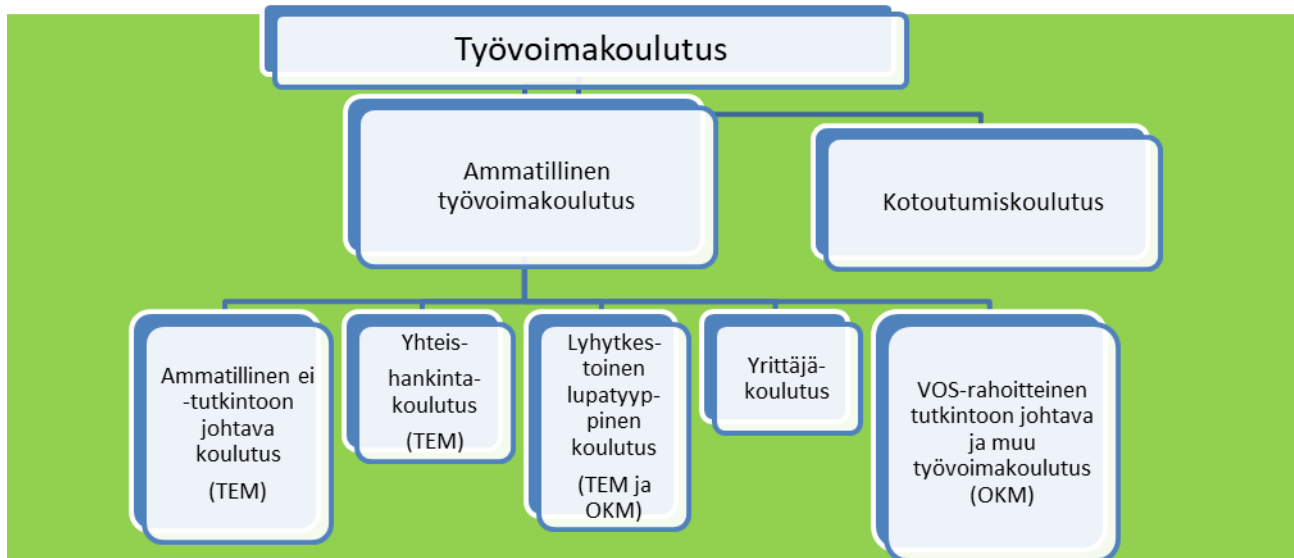 Työvoimakoulutus
Ammatillinen
työvoimakoulutus
Kotoutumiskoulutus
Ammatillinen ei
-tutkintoon
johtava
koulutus
(TEM)
Yhteis-
hankinta-
koulutus
(TEM)
Lyhytkes-
toinen
lupatyyp-
pinen
koulutus
(TEM ja
OKM)
Yrittäjä-
koulutus
VOS-rahoitteinen
tutkintoon johtava
ja muu
työvoimakoulutus
(OKM)